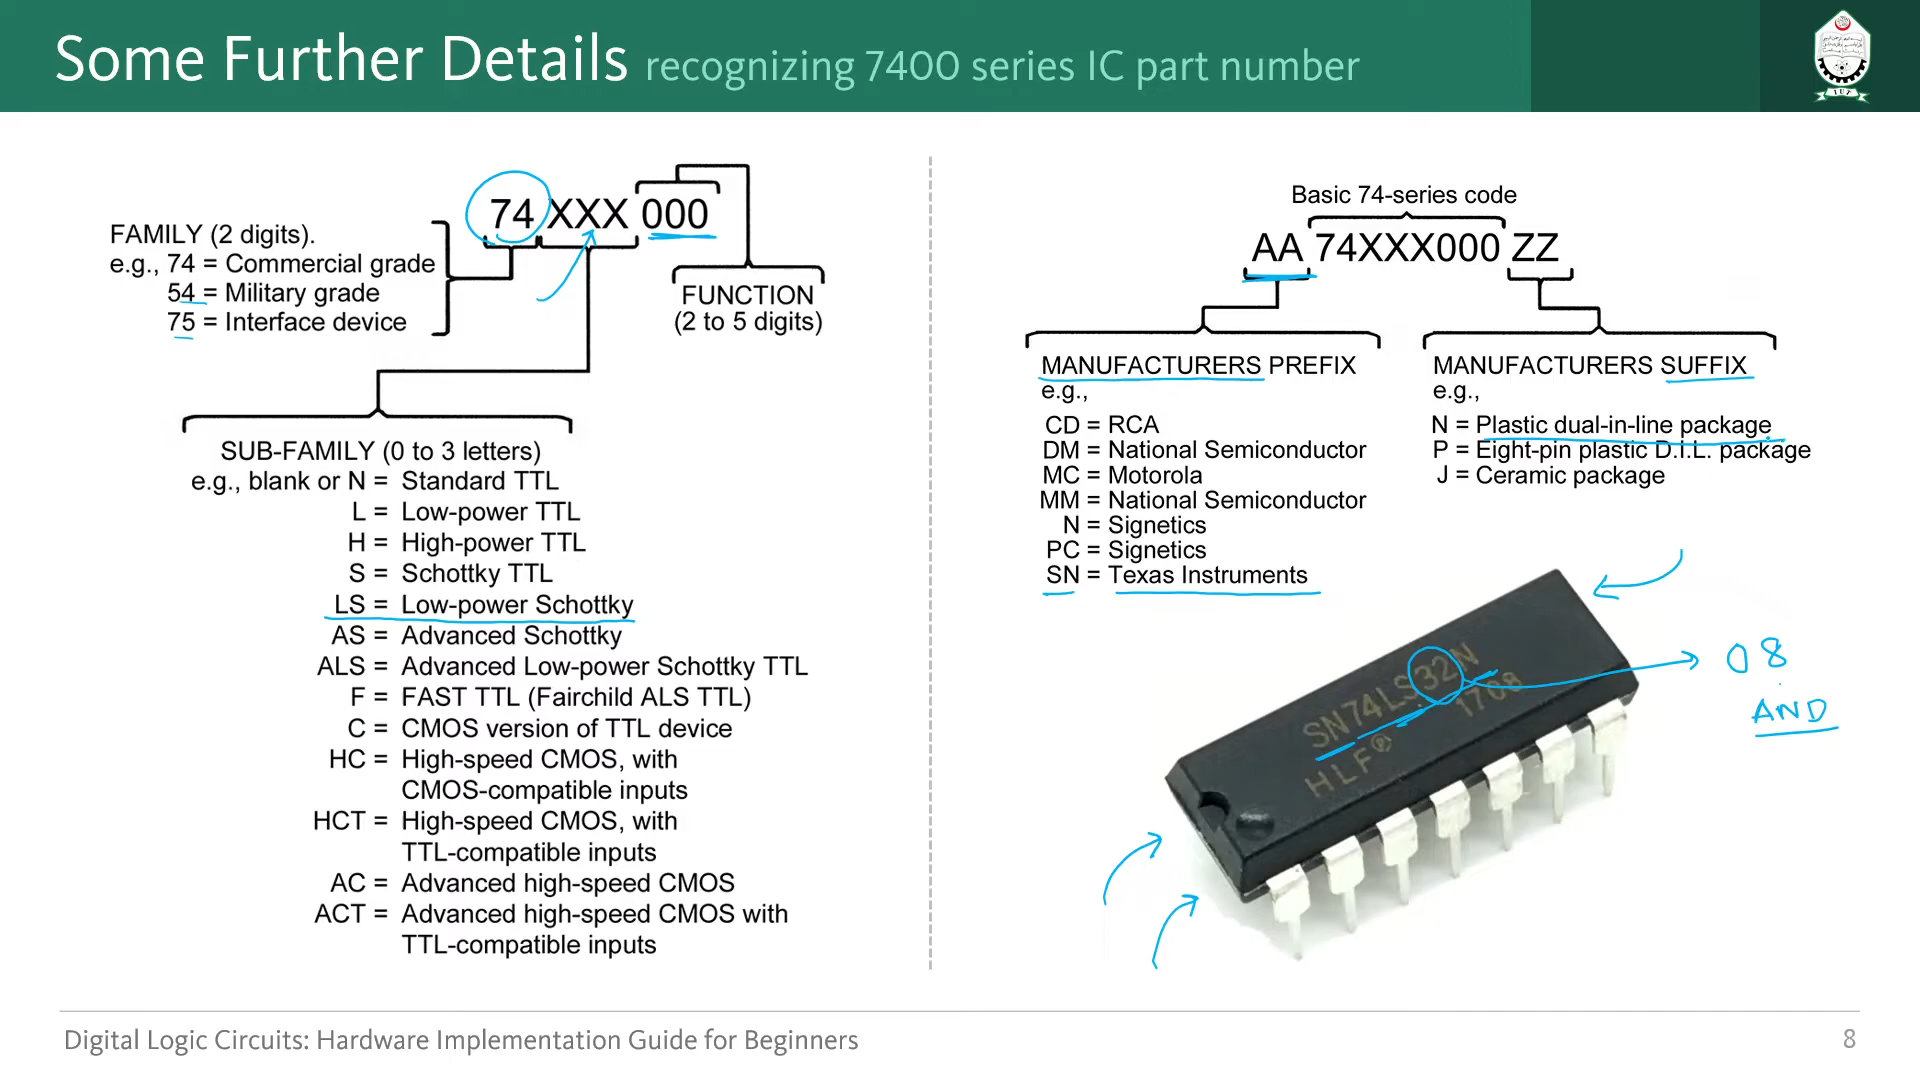 Some Further Details recognizing 7400 series IC part number
74 XXX 000
FAMILY (2 digits).
e.g., 74 = Commercial grade
54 = Military grade
75 = Interface device
FUNCTION
(2 to 5 digits)
SUB-FAMILY (0 to 3 letters)
e.g., blank or N = Standard TTL
L = Low-power TTL
H = High-power TTL
S = Schottky TTL
LS = Low-power Schottky
AS = Advanced Schottky
ALS = Advanced Low-power Schottky TTL
F = FAST TTL (Fairchild ALS TTL)
C = CMOS version of TTL device
HC = High-speed CMOS, with
CMOS-compatible inputs
HCT = High-speed CMOS, with
TTL-compatible inputs
AC = Advanced high-speed CMOS
ACT = Advanced high-speed CMOS with
TTL-compatible inputs
Basic 74-series code
AA 74XXX000 ZZ
MANUFACTURERS PREFIX
e.g.,
CD = RCA
DM = National Semiconductor
MC = Motorola
MM = National Semiconductor
N = Signetics
PC = Signetics
SN = Texas Instruments
MANUFACTURERS SUFFIX
e.g.,
N = Plastic dual-in-line package
P = Eight-pin plastic D.I.L. package
J = Ceramic package
SN74LS32N
HLF® 1708
08
AND
Digital Logic Circuits: Hardware Implementation Guide for Beginners
8